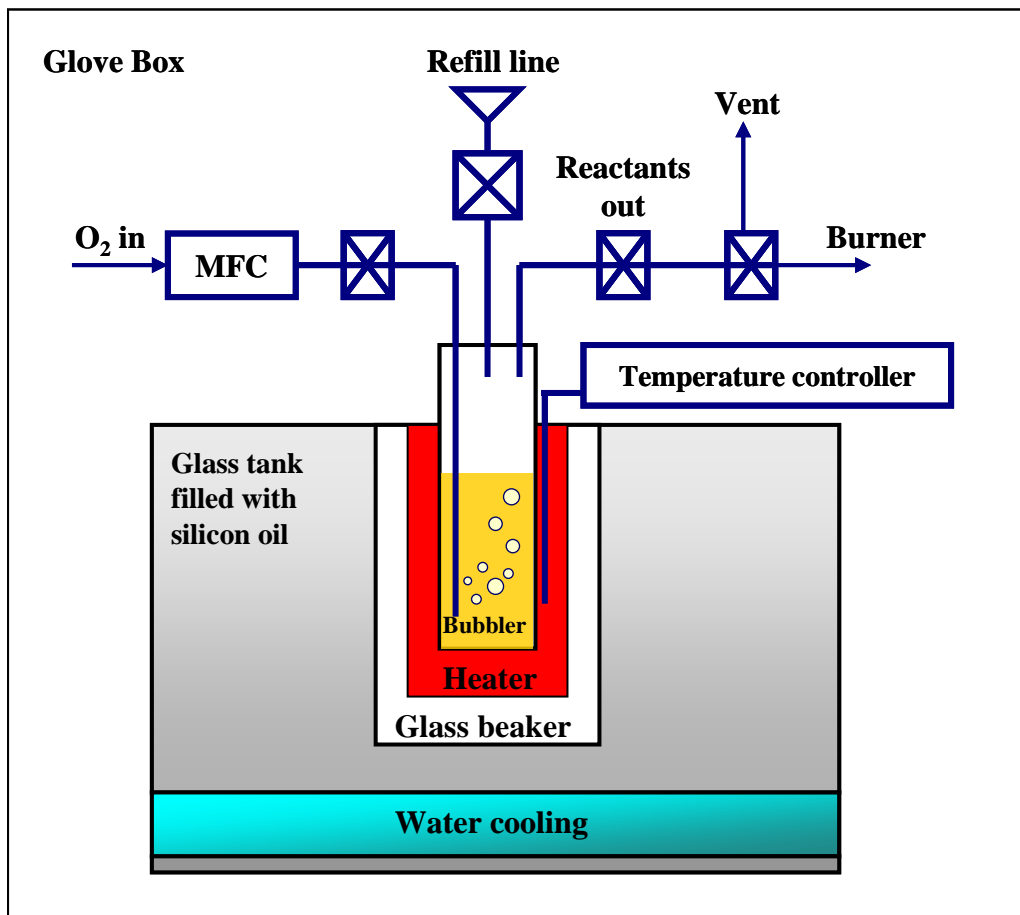 Glove Box
Refill line
Vent
Reactants
out
O₂ in
MFC
Burner
Temperature controller
Glass tank
filled with
silicon oil
Bubbler
Heater
Glass beaker
Water cooling